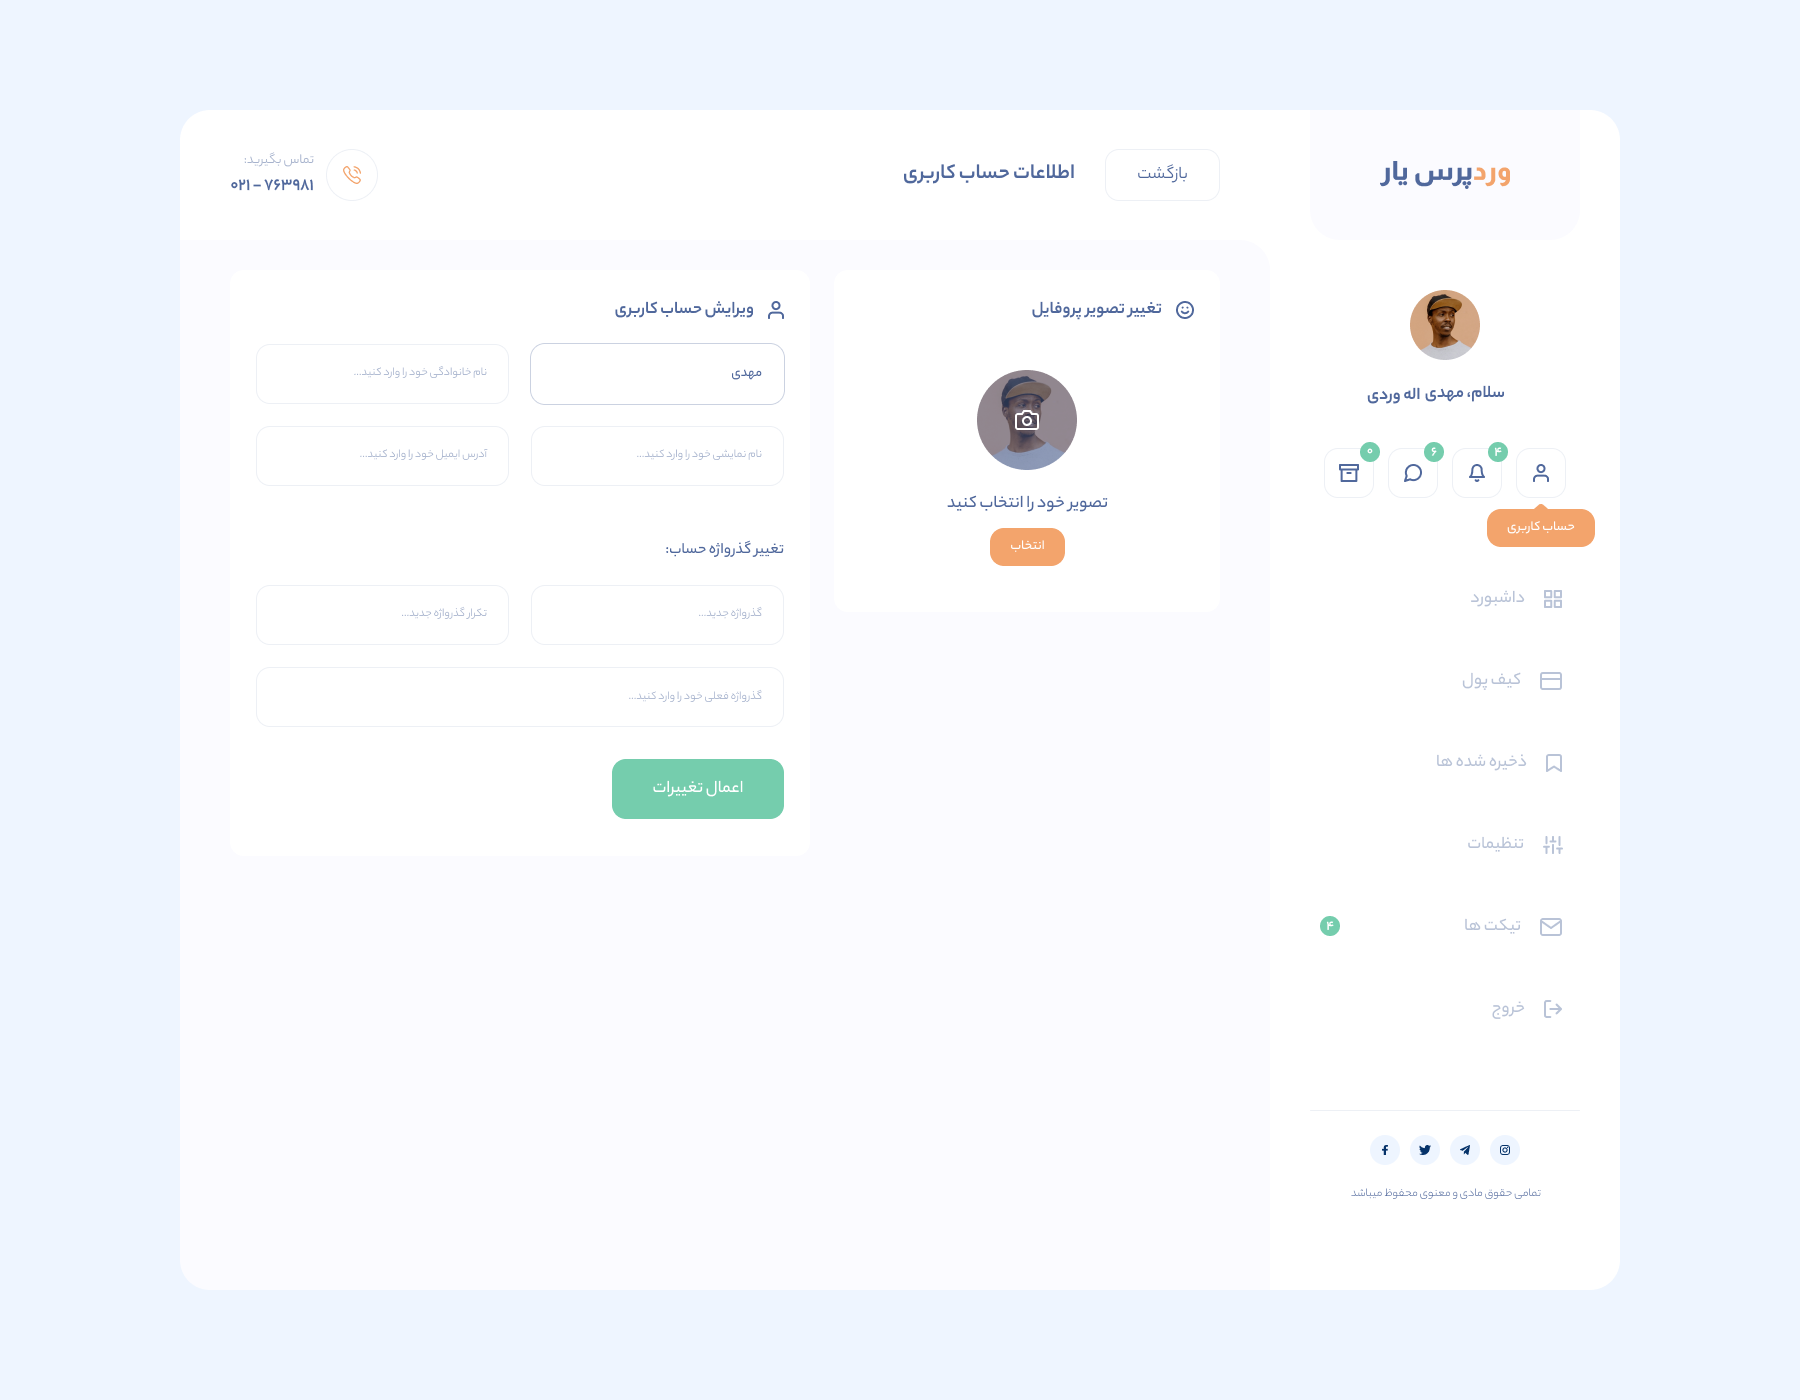 وردپرس یار
بازگشت
اطلاعات حساب کاربری
تماس بگیرید:
۰۲۱ – ۷۶۳۹۸۱
سلام، مهدی اله وردی
۴
۶
۰
حساب کاربری
داشبورد
کیف پول
ذخیره شده ها
تنظیمات
تیکت ها
۴
خروج
تمامی حقوق مادی و معنوی محفوظ میباشد
تغییر تصویر پروفایل
تصویر خود را انتخاب کنید
انتخاب
ویرایش حساب کاربری
مهدی
نام خانوادگی خود را وارد کنید...
نام نمایشی خود را وارد کنید...
آدرس ایمیل خود را وارد کنید...
تغییر گذرواژه حساب:
گذرواژه جدید...
تکرار گذرواژه جدید...
گذرواژه فعلی خود را وارد کنید...
اعمال تغییرات